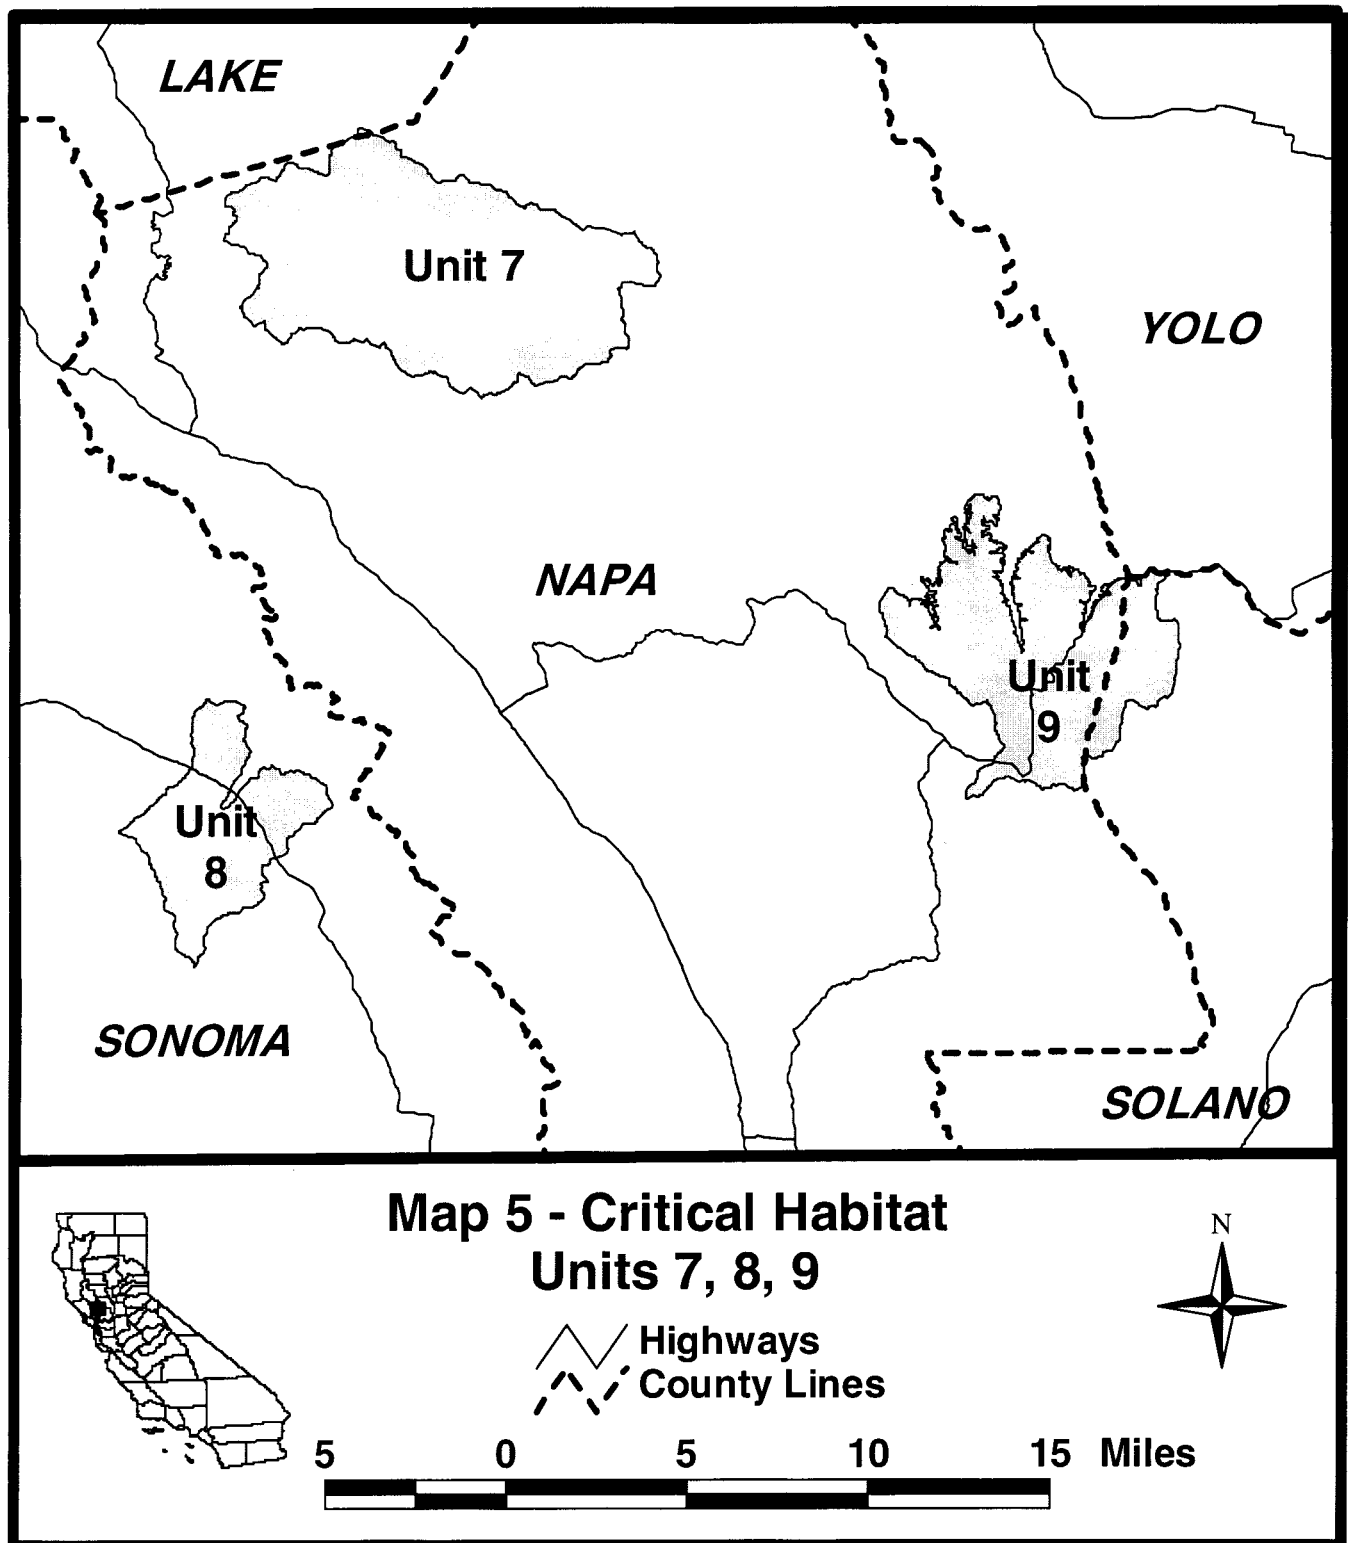 LAKE
Unit 7
YOLO
NAPA
Unit
9
Unit
8
SONOMA
SOLANO
Map 5 - Critical Habitat
Units 7, 8, 9
N
Highways
County Lines
5 0 5 10 15 Miles